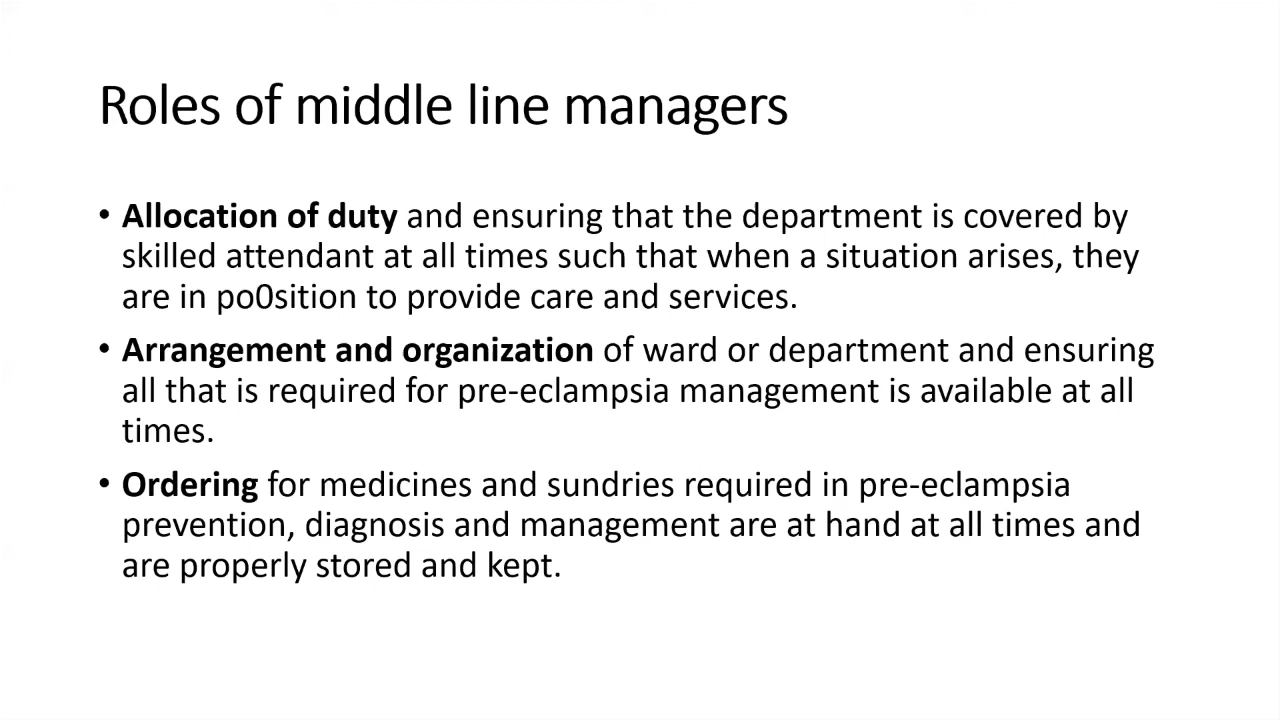 Roles of middle line managers
• Allocation of duty and ensuring that the department is covered by
skilled attendant at all times such that when a situation arises, they
are in po0sition to provide care and services.
• Arrangement and organization of ward or department and ensuring
all that is required for pre-eclampsia management is available at all
times.
• Ordering for medicines and sundries required in pre-eclampsia
prevention, diagnosis and management are at hand at all times and
are properly stored and kept.